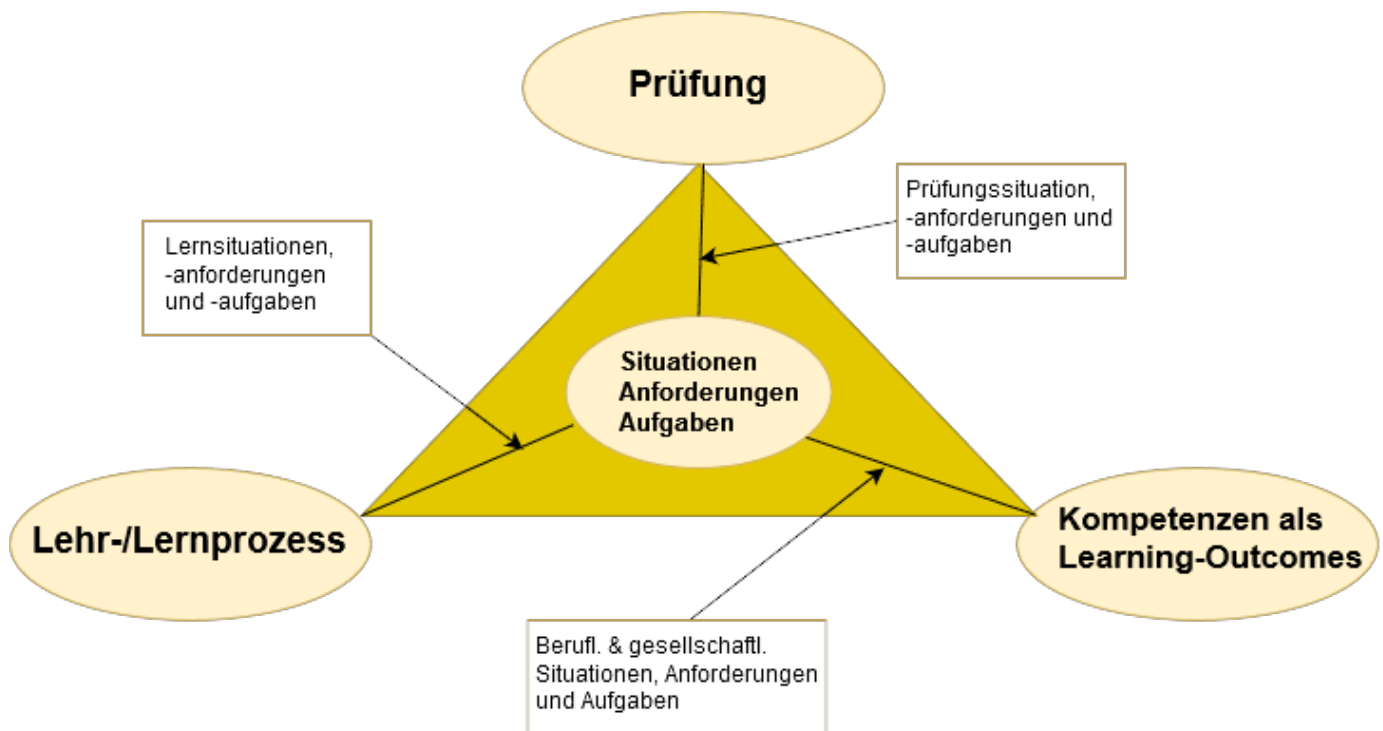 Prüfung
Prüfungssituation,
-anforderungen und
-aufgaben
Lernsituationen,
-anforderungen
und -aufgaben
Situationen
Anforderungen
Aufgaben
Lehr-/Lernprozess
Kompetenzen als
Learning-Outcomes
Berufl. & gesellschaftl.
Situationen, Anforderungen
und Aufgaben